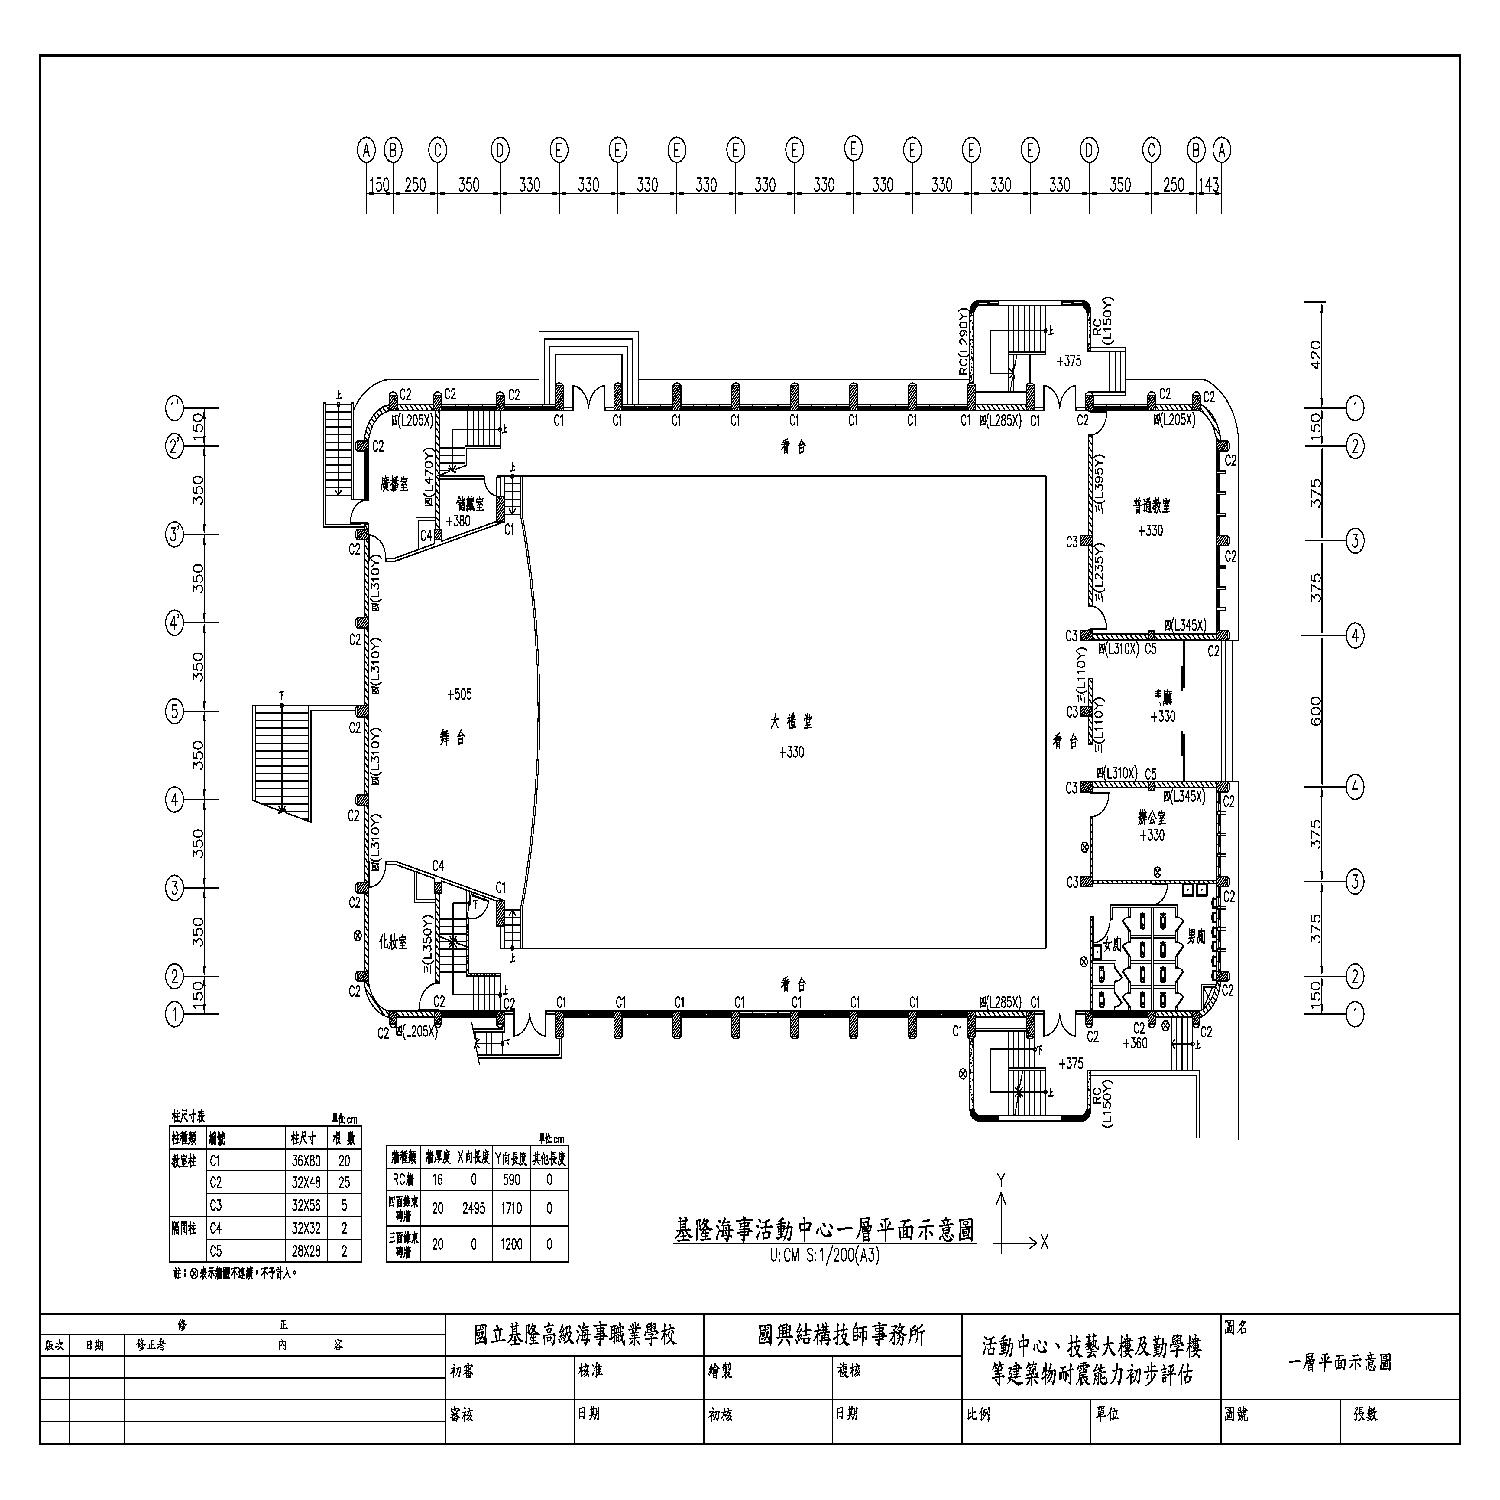 A B C D E E E E E E E E E D C B A
150 250 350 330 330 330 330 330 330 330 330 330 330 350 250 143
RC(L290Y)
RC
(L150Y)
上
+375
420
上
C2 C2 C2
C2 C2
1' 150 2' 350 3' 350 4' 350 5 350 4 350 3 350 2 150 1
1 150 2 375 3 375 4 600 4 375 3 375 2 150 1
四(L205X)
C1 C1 C1 C1 C1 C1 C1 C1
四(L285X)
C1 C2
四(L205X)
上
看台
C2
C2
廣播室
四(L470Y)
上
儲藏室
+380
三(L395Y)
普通教室
+330
C2
C4
C1
C3
C2
四(L310Y)
三(L235Y)
C2
四(L345X)
C3
四(L310X)
C5
C2
四(L310Y)
三(L110Y)
+505
舞台
下
C2
四(L310Y)
大禮堂
+330
C3
三(L110Y)
看台
+330
四(L310X)
C5
C3
四(L345X)
C2
C2
四(L310Y)
辦公室
+330
C4
C1
C3
C2
C2
下
化妝室
三(L350Y)
上
女廁
男廁
看台
上
C2
C2
C2
C2
C1 C1 C1 C1 C1 C1 C1
四(L285X)
C1
C2
四(L205X)
下
C1
C2
C2
C2
+360
上
下
+375
上
RC
(L150Y)
柱尺寸表 單位:cm
柱種類 編號 柱尺寸 根數
教室柱 C1 36X80 20
C2 32X48 25
C3 32X56 5
隔間柱 C4 32X32 2
C5 28X28 2
註：⊗表示牆體不連續，不予計入。
單位:cm
牆種類 牆厚度 X向長度 Y向長度 其他長度
RC牆 16 0 590 0
四面線束磚牆 20 2495 1710 0
三面線束磚牆 20 0 1200 0
基隆海事活動中心一層平面示意圖
U:CM S:1/200(A3)
Y
X
修 正
版次 日期 修正者 內 容
國立基隆高級海事職業學校
初審 核准
審核 日期
國興結構技師事務所
繪製 複核
初核 日期
活動中心、技藝大樓及勤學樓
等建築物耐震能力初步評估
比例 單位
圖名
一層平面示意圖
圖號 張數